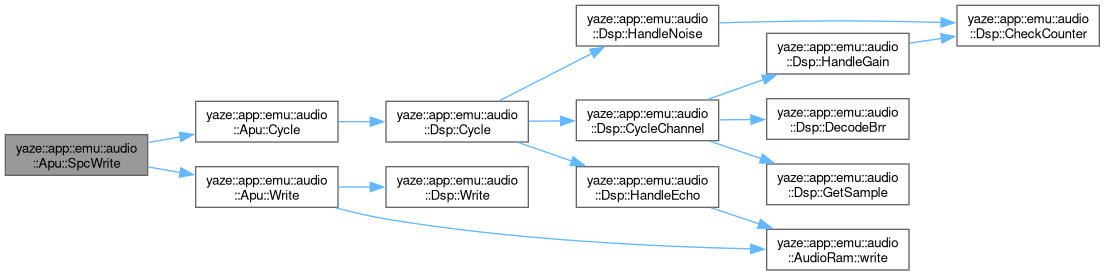 yaze::app::emu::audio
::Apu::SpcWrite
yaze::app::emu::audio
::Apu::Cycle
yaze::app::emu::audio
::Apu::Write
yaze::app::emu::audio
::Dsp::Cycle
yaze::app::emu::audio
::Dsp::Write
yaze::app::emu::audio
::Dsp::HandleNoise
yaze::app::emu::audio
::Dsp::CycleChannel
yaze::app::emu::audio
::Dsp::HandleEcho
yaze::app::emu::audio
::Dsp::HandleGain
yaze::app::emu::audio
::Dsp::DecodeBrr
yaze::app::emu::audio
::Dsp::GetSample
yaze::app::emu::audio
::AudioRam::write
yaze::app::emu::audio
::Dsp::CheckCounter